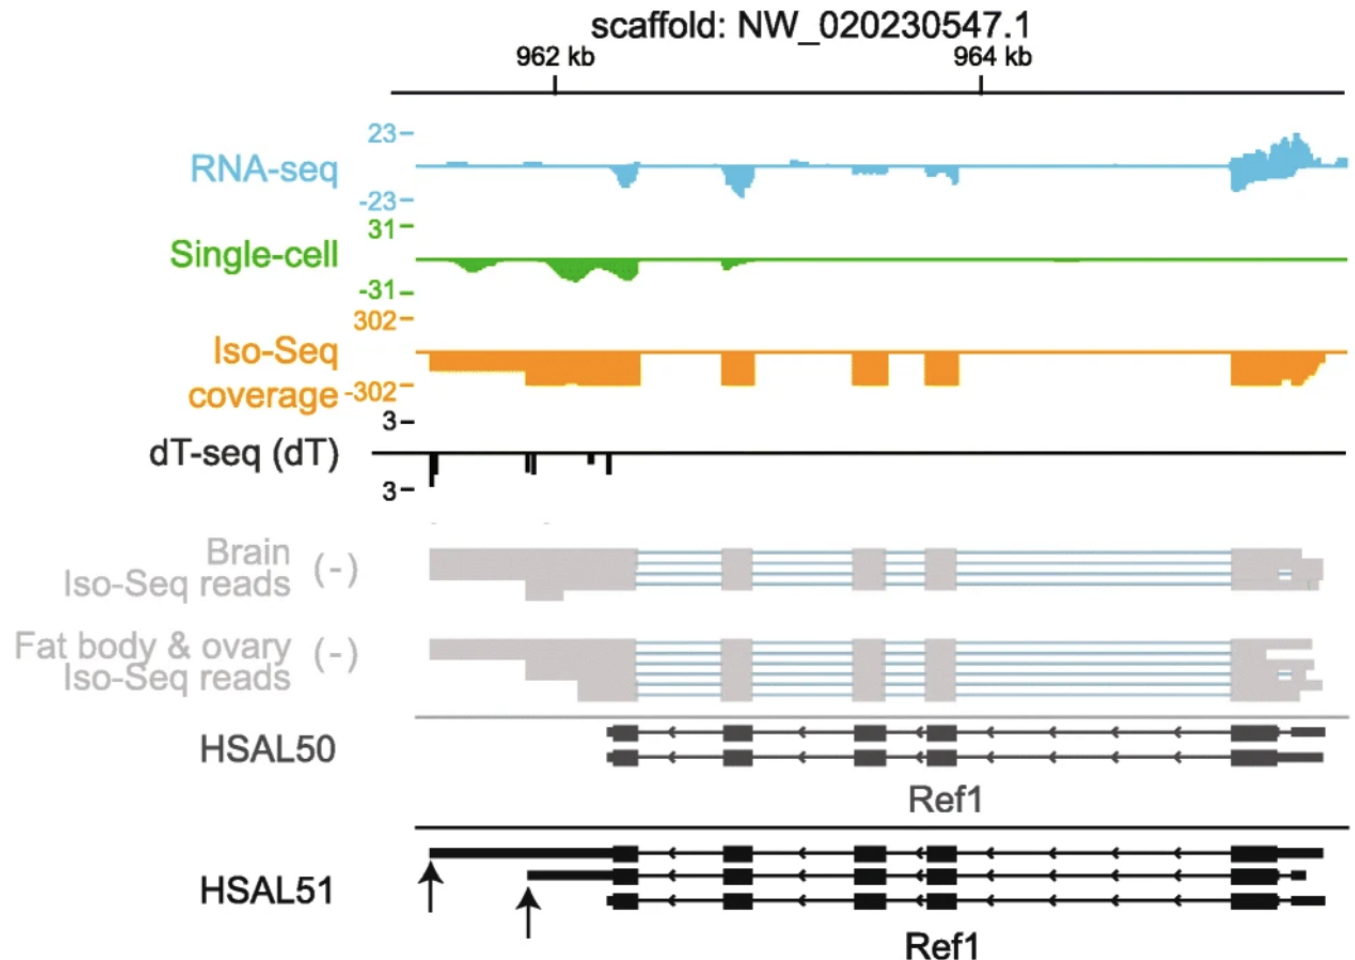 scaffold: NW_020230547.1
962 kb 964 kb
23
RNA-seq
-23
31
Single-cell
-31
302
Iso-Seq
coverage -302
3
dT-seq (dT)
3
Brain
Iso-Seq reads (-)
Fat body & ovary
Iso-Seq reads (-)
HSAL50
Ref1
HSAL51
Ref1